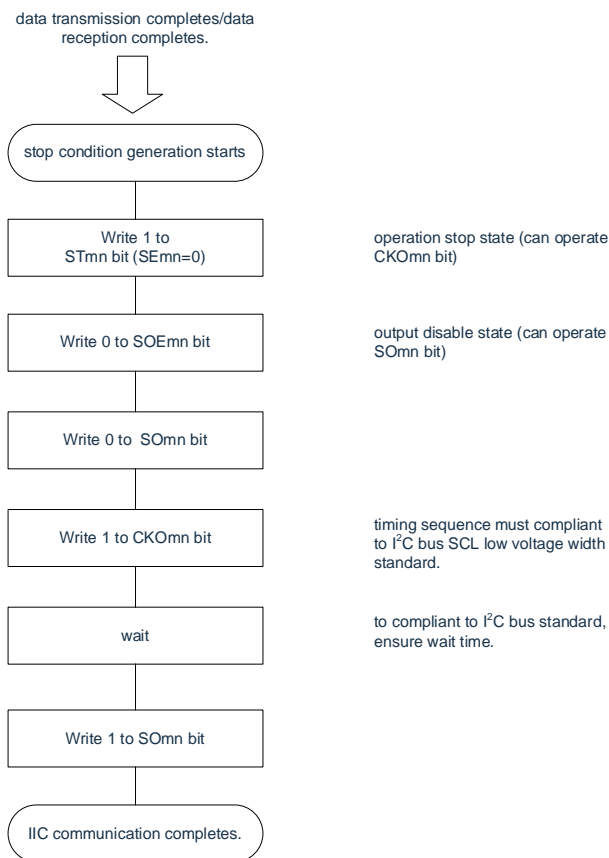 data transmission completes/data
reception completes.
stop condition generation starts
Write 1 to
STmn bit (SEmn=0)
operation stop state (can operate
CKOmn bit)
Write 0 to SOEmn bit
output disable state (can operate
SOmn bit)
Write 0 to  SOmn bit
Write 1 to CKOmn bit
timing sequence must compliant
to I²C bus SCL low voltage width
standard.
wait
to compliant to I²C bus standard,
ensure wait time.
Write 1 to SOmn bit
IIC communication completes.